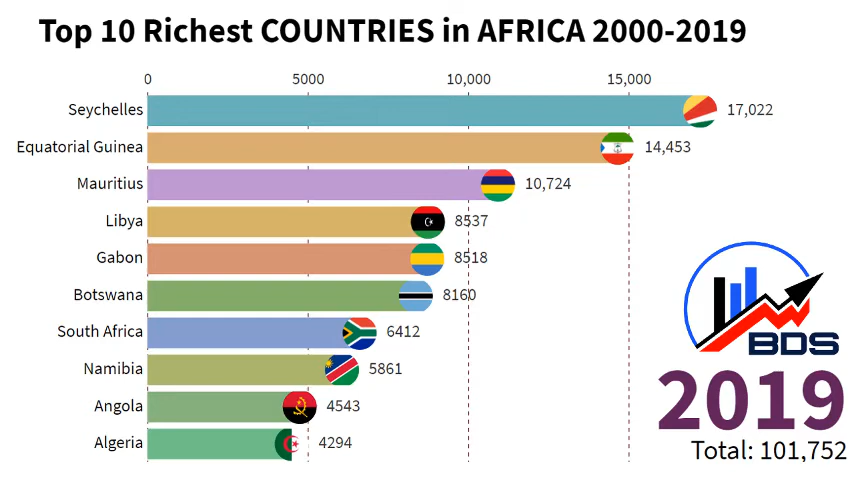 Top 10 Richest COUNTRIES in AFRICA 2000-2019
0 5000 10,000 15,000
Seychelles 17,022
Equatorial Guinea 14,453
Mauritius 10,724
Libya 8537
Gabon 8518
Botswana 8160
South Africa 6412
Namibia 5861
Angola 4543
Algeria 4294
BDS
2019
Total: 101,752